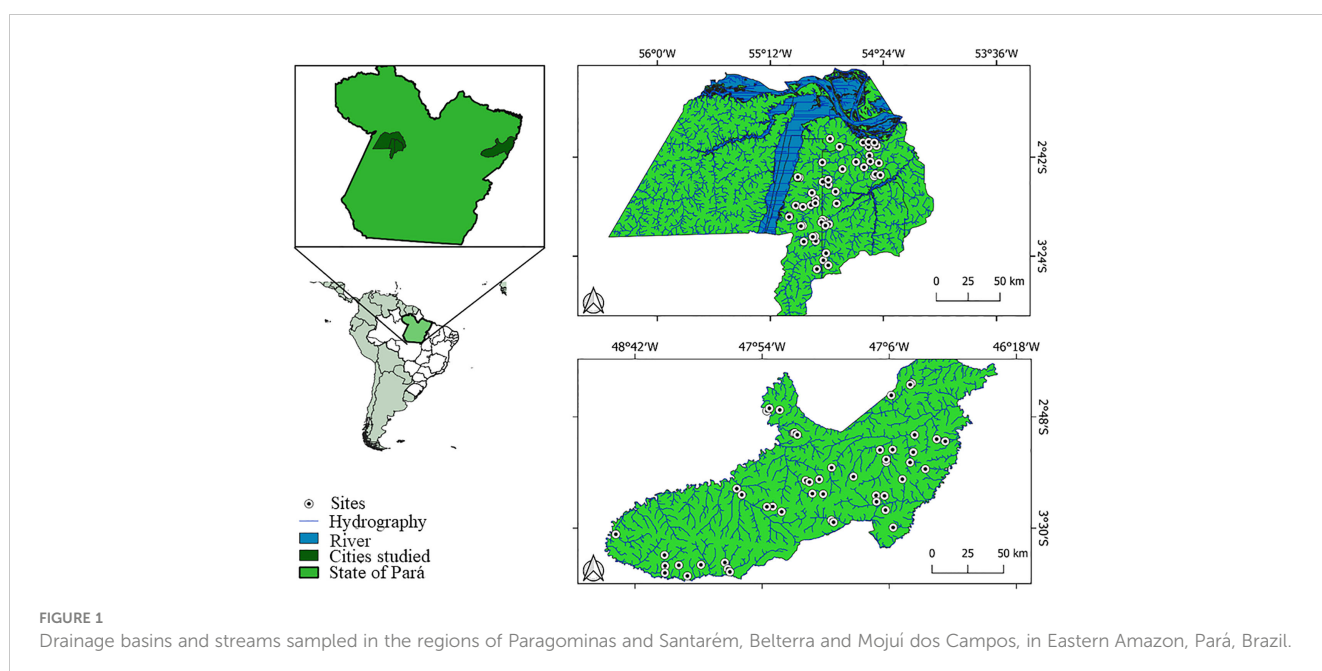 56°0'W 55°12'W 54°24'W 53°36'W
2°42'S
3°24'S
0 25 50 km
48°42'W 47°54'W 47°6'W 46°18'W
2°48'S
3°30'S
0 25 50 km
Sites
Hydrography
River
Cities studied
State of Pará
FIGURE 1
Drainage basins and streams sampled in the regions of Paragominas and Santarém, Belterra and Mojuí dos Campos, in Eastern Amazon, Pará, Brazil.